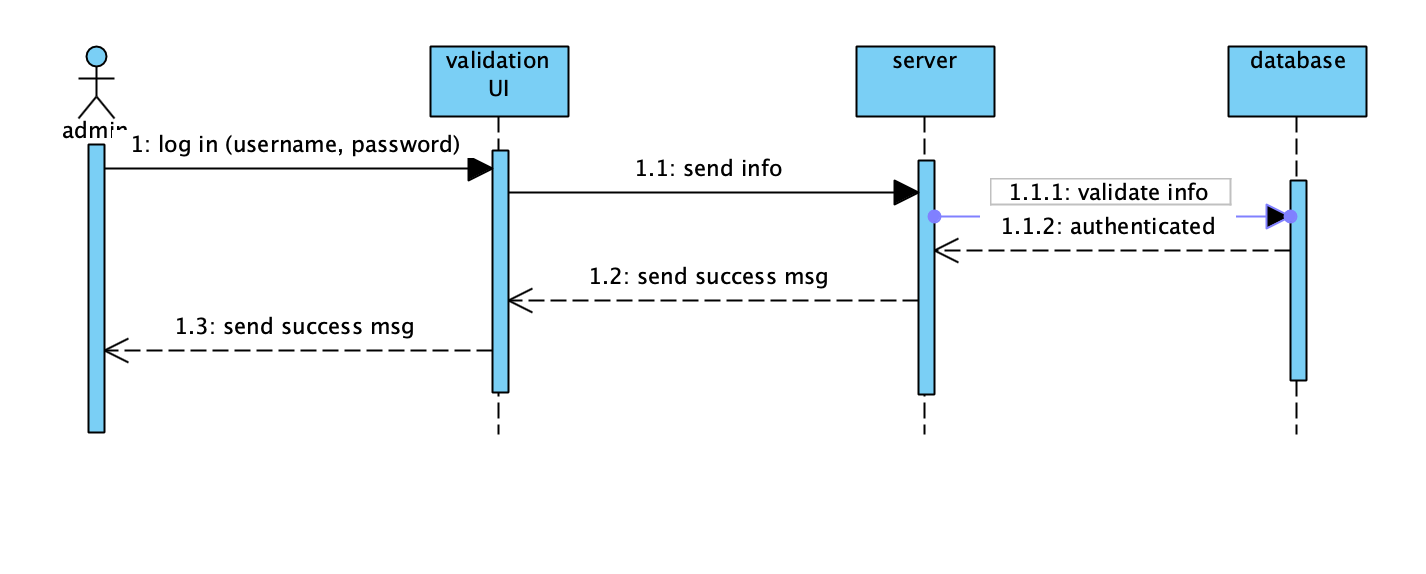 validation
UI
server
database
admin
1: log in (username, password)
1.1: send info
1.1.1: validate info
1.1.2: authenticated
1.2: send success msg
1.3: send success msg